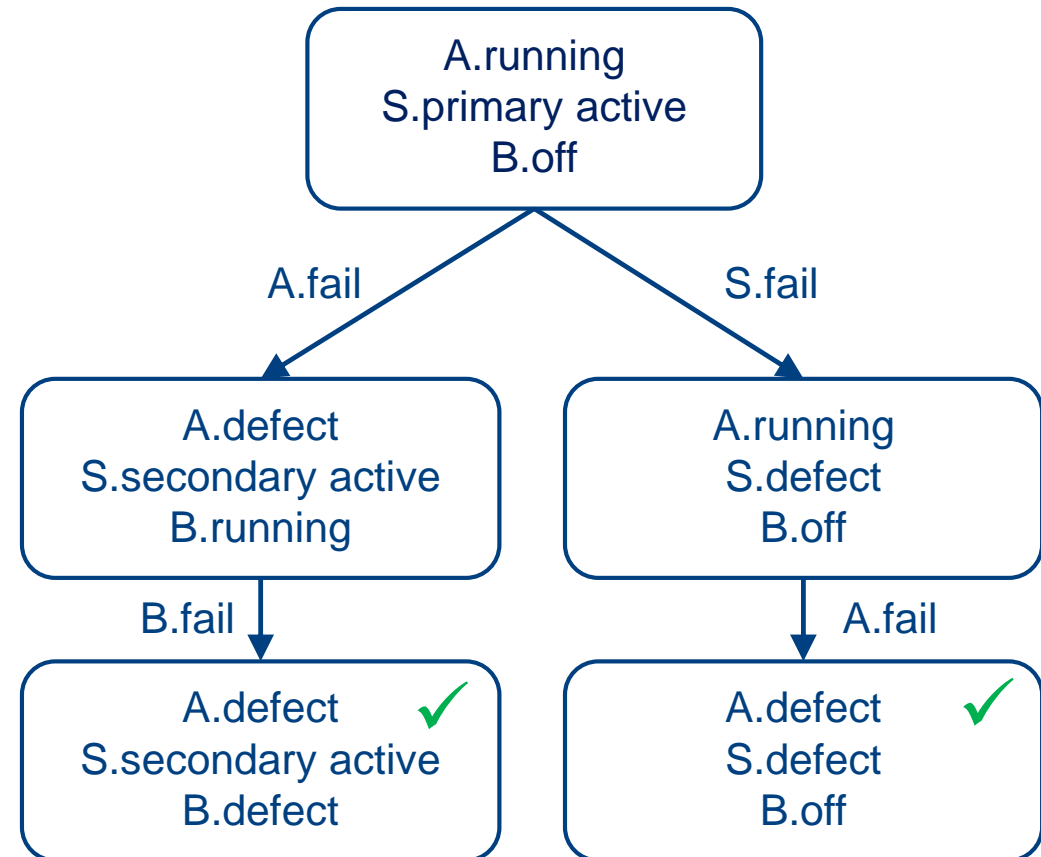 A.running
S.primary active
B.off
A.fail
S.fail
A.defect
S.secondary active
B.running
A.running
S.defect
B.off
B.fail
A.fail
A.defect
S.secondary active
B.defect
A.defect
S.defect
B.off